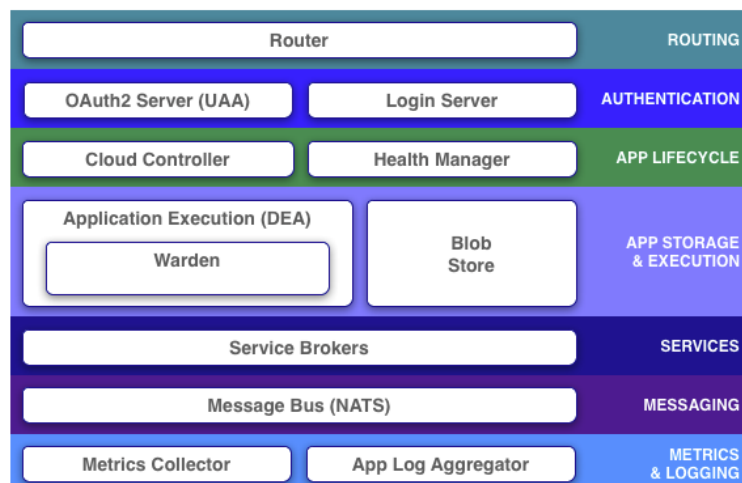 Router
ROUTING
OAuth2 Server (UAA)
Login Server
AUTHENTICATION
Cloud Controller
Health Manager
APP LIFECYCLE
Application Execution (DEA)
Warden
Blob
Store
APP STORAGE
& EXECUTION
Service Brokers
SERVICES
Message Bus (NATS)
MESSAGING
Metrics Collector
App Log Aggregator
METRICS
& LOGGING